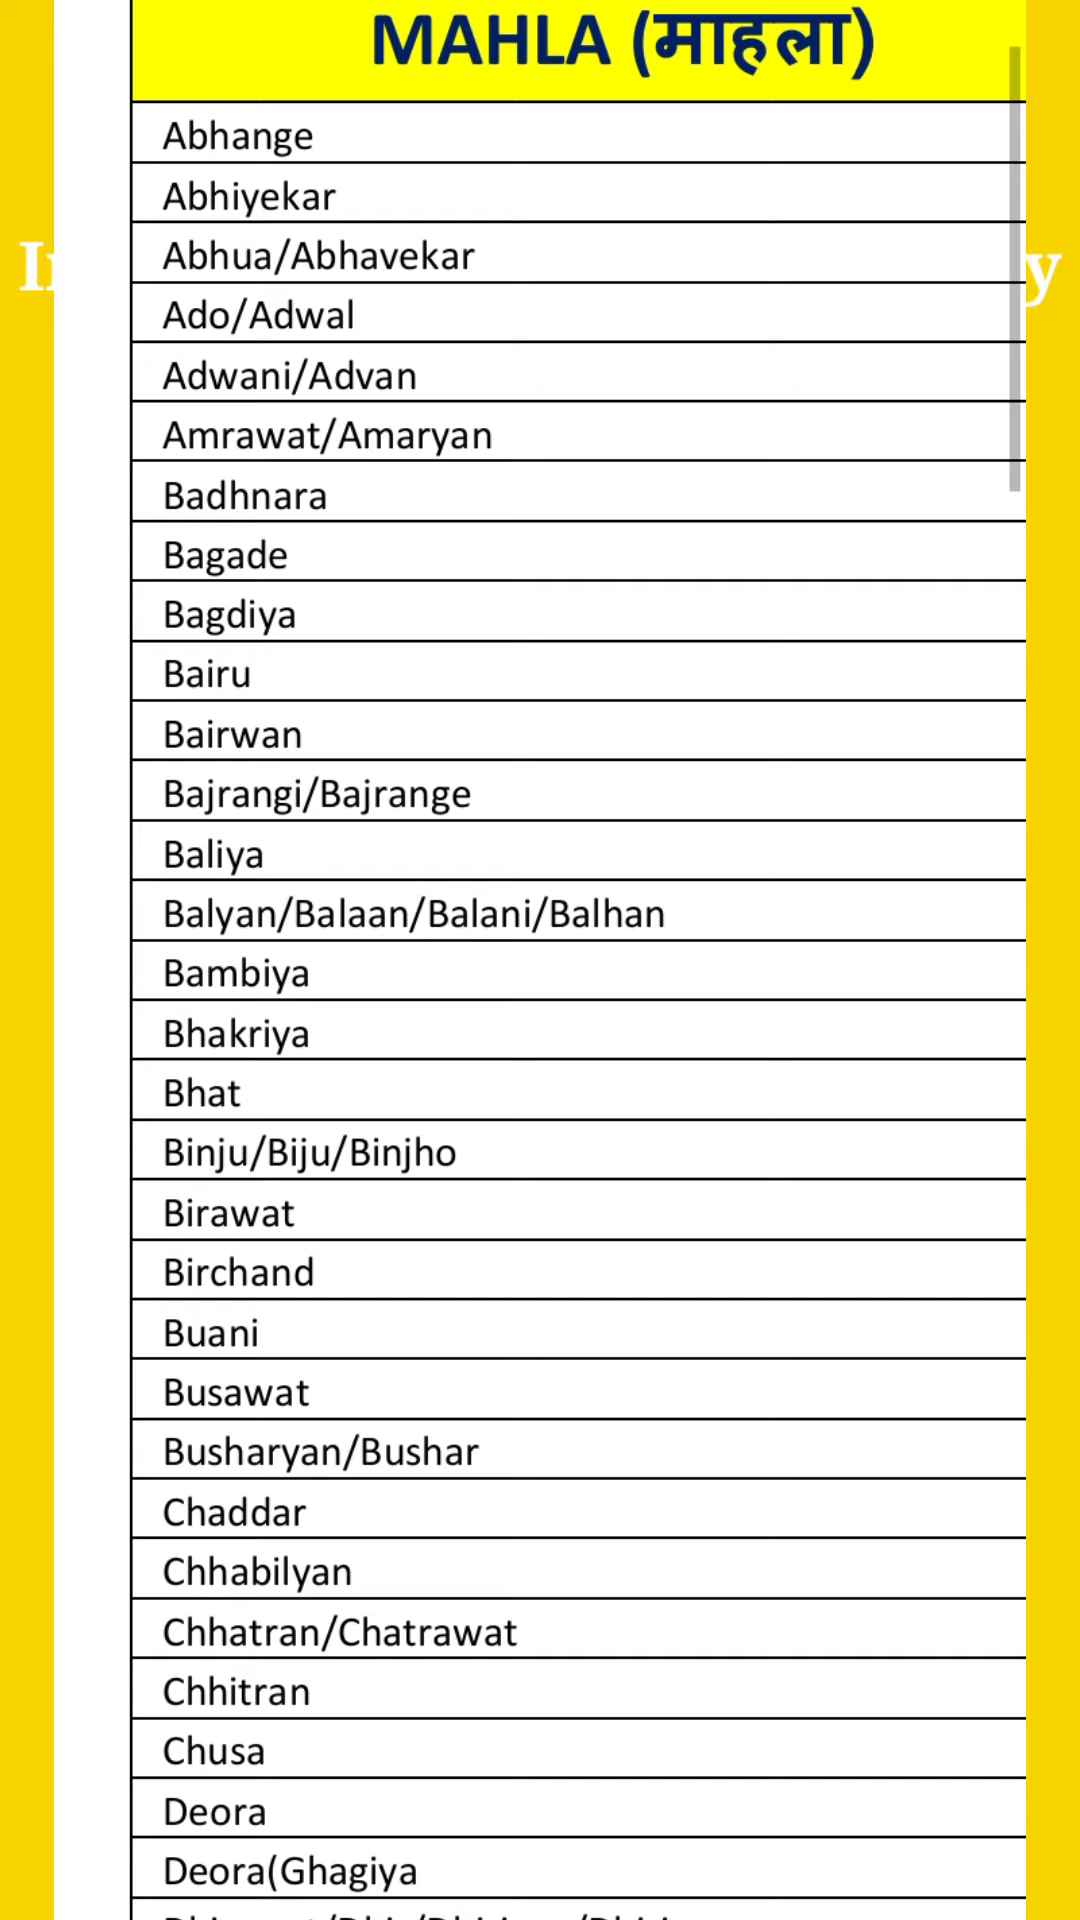 MAHLA (माहला)
Abhange
Abhiyekar
Abhua/Abhavekar
Ado/Adwal
Adwani/Advan
Amrawat/Amaryan
Badhnara
Bagade
Bagdiya
Bairu
Bairwan
Bajrangi/Bajrange
Baliya
Balyan/Balaan/Balani/Balhan
Bambiya
Bhakriya
Bhat
Binju/Biju/Binjho
Birawat
Birchand
Buani
Busawat
Busharyan/Bushar
Chaddar
Chhabilyan
Chhatran/Chatrawat
Chhitran
Chusa
Deora
Deora(Ghagiya